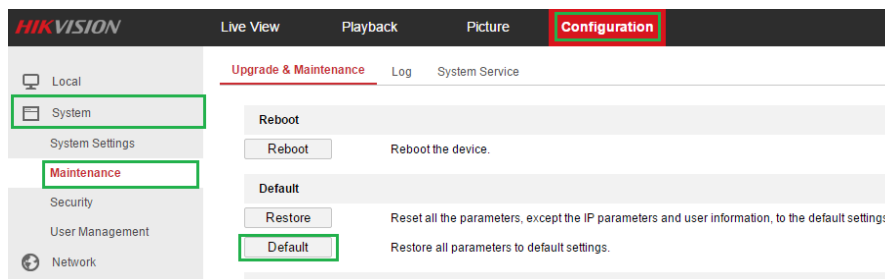 HIKVISION Live View Playback Picture Configuration
Local
System
System Settings
Maintenance
Security
User Management
Network
Upgrade & Maintenance Log System Service
Reboot
Reboot Reboot the device.
Default
Restore Reset all the parameters, except the IP parameters and user information, to the default settings
Default Restore all parameters to default settings.